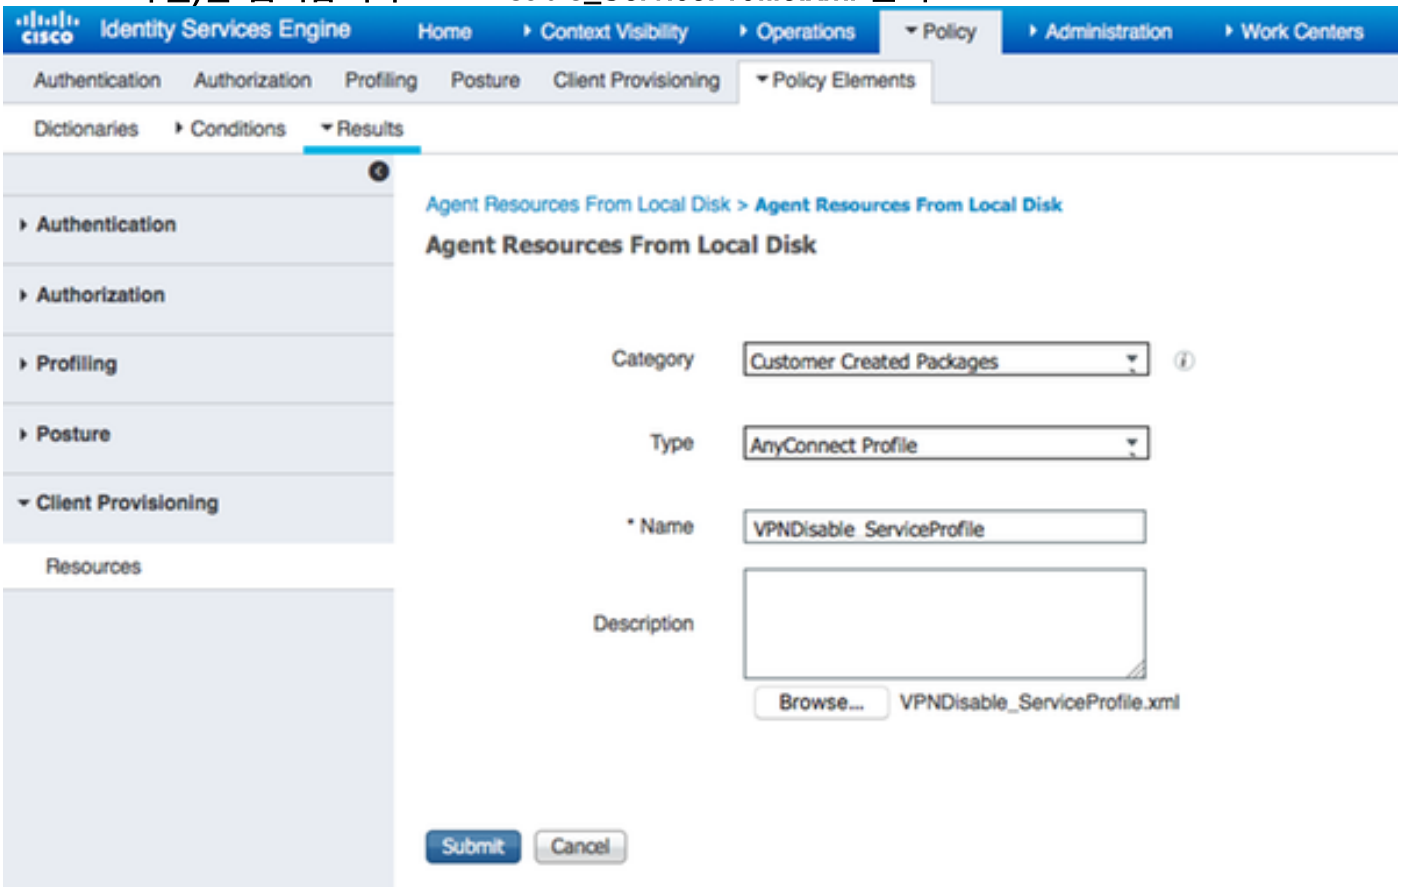 CISCO Identity Services Engine Home Context Visibility Operations Policy Administration Work Centers
Authentication Authorization Profiling Posture Client Provisioning Policy Elements
Dictionaries Conditions Results
Authentication
Authorization
Profiling
Posture
Client Provisioning
Resources
Agent Resources From Local Disk > Agent Resources From Local Disk
Agent Resources From Local Disk
Category Customer Created Packages
Type AnyConnect Profile
* Name VPNDisable_ServiceProfile
Description
Browse... VPNDisable_ServiceProfile.xml
Submit Cancel